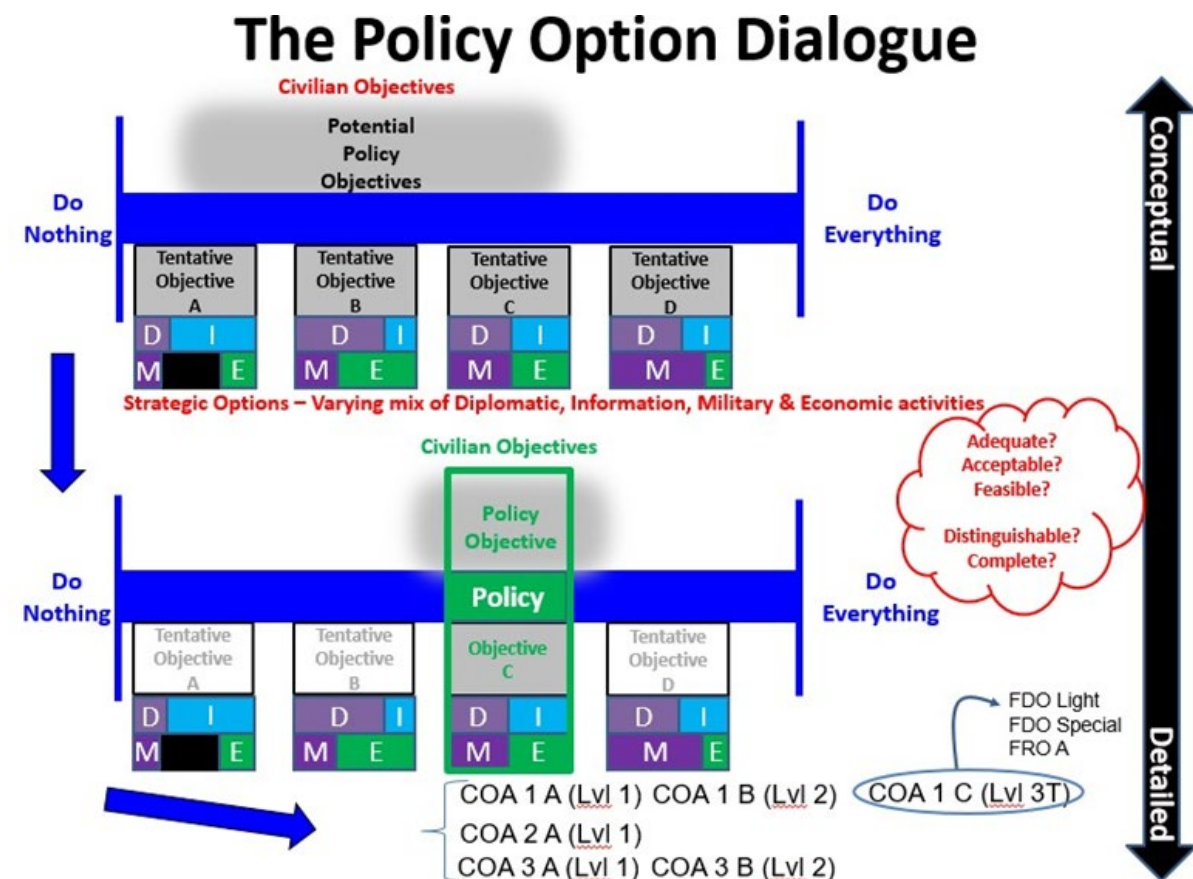 The Policy Option Dialogue
Civilian Objectives
Potential
Policy
Objectives
Do
Nothing
Do
Everything
Tentative
Objective
A
Tentative
Objective
B
Tentative
Objective
C
Tentative
Objective
D
D I
M E
D I
M E
D I
M E
D I
M E
Strategic Options – Varying mix of Diplomatic, Information, Military & Economic activities
Civilian Objectives
Policy
Objective
Policy
Do
Nothing
Do
Everything
Tentative
Objective
A
Tentative
Objective
B
Objective
C
Tentative
Objective
D
D I
M E
D I
M E
D I
M E
D I
M E
Adequate?
Acceptable?
Feasible?
Distinguishable?
Complete?
Conceptual
Detailed
FDO Light
FDO Special
FRO A
COA 1 A (Lvl 1) COA 1 B (Lvl 2) COA 1 C (Lvl 3T)
COA 2 A (Lvl 1)
COA 3 A (Lvl 1) COA 3 B (Lvl 2)